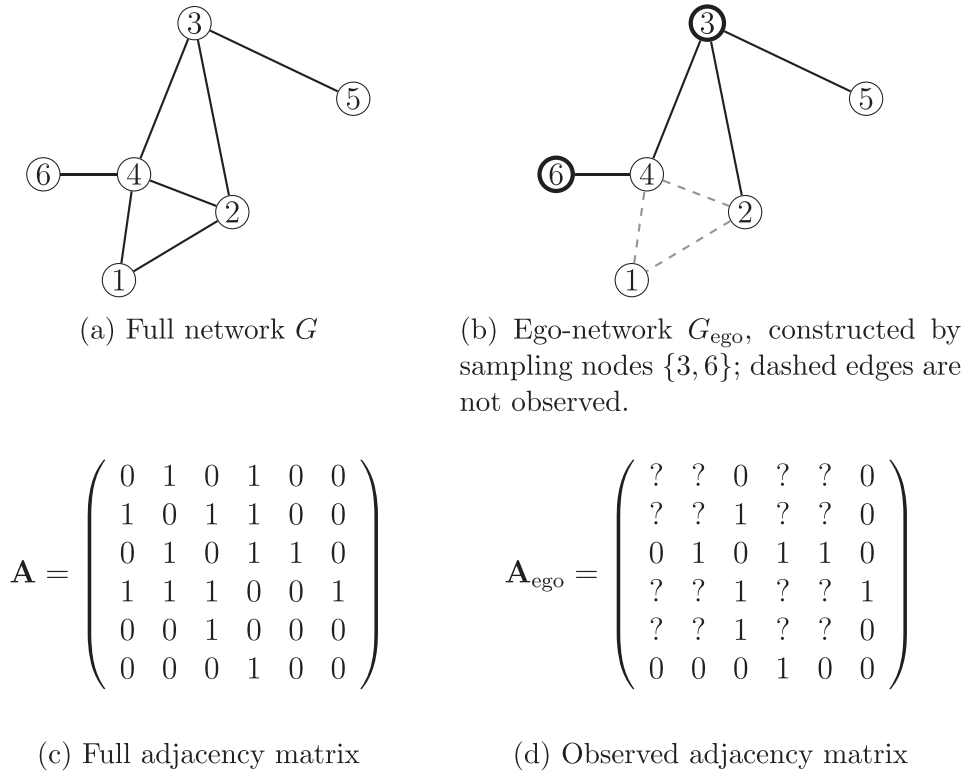 3
3
5
5
6
4
6
4
2
2
1
1
(a) Full network G
(b) Ego-network G_ego, constructed by
sampling nodes {3, 6}; dashed edges are
not observed.
A = ( 0 1 0 1 0 0
1 0 1 1 0 0
0 1 0 1 1 0
1 1 1 0 0 1
0 0 1 0 0 0
0 0 0 1 0 0 )
A_ego = ( ? ? 0 ? ? 0
? ? 1 ? ? 0
0 1 0 1 1 0
? ? 1 ? ? 1
? ? 1 ? ? 0
0 0 0 1 0 0 )
(c) Full adjacency matrix
(d) Observed adjacency matrix